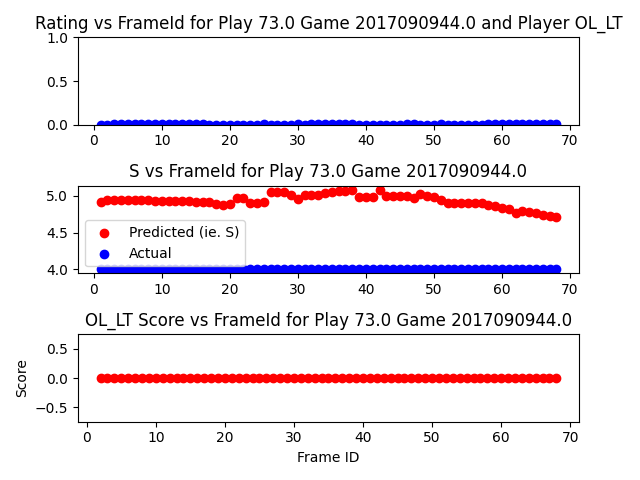 Rating vs FrameId for Play 73.0 Game 2017090944.0 and Player OL_LT
1.0
0.5
0.0
0 10 20 30 40 50 60 70
S vs FrameId for Play 73.0 Game 2017090944.0
5.0
4.5
4.0
Predicted (ie. S)
Actual
0 10 20 30 40 50 60 70
OL_LT Score vs FrameId for Play 73.0 Game 2017090944.0
Score
0.5
0.0
−0.5
0 10 20 30 40 50 60 70
Frame ID